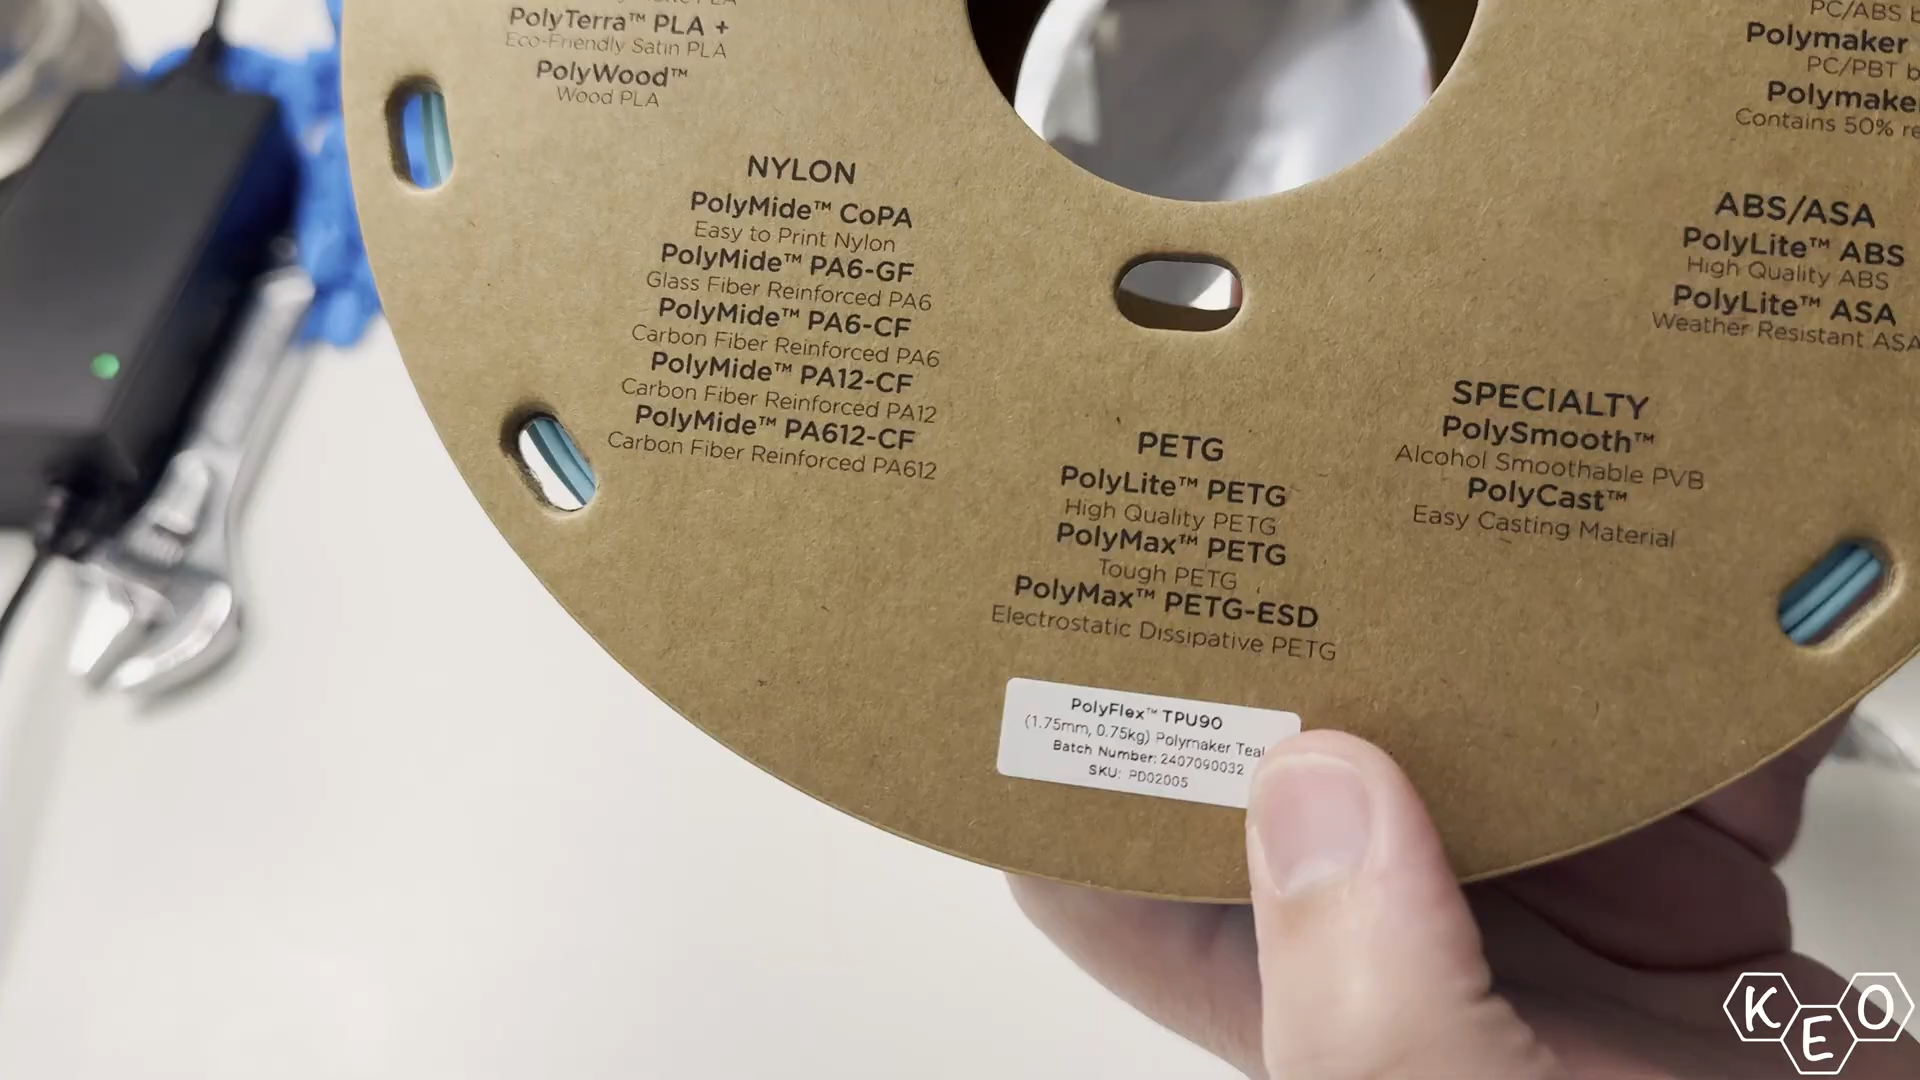 PolyTerra™ PLA +
Eco-Friendly Satin PLA
PolyWood™
Wood PLA
NYLON
PolyMide™ CoPA
Easy to Print Nylon
PolyMide™ PA6-GF
Glass Fiber Reinforced PA6
PolyMide™ PA6-CF
Carbon Fiber Reinforced PA6
PolyMide™ PA12-CF
Carbon Fiber Reinforced PA12
PolyMide™ PA612-CF
Carbon Fiber Reinforced PA612
PETG
PolyLite™ PETG
High Quality PETG
PolyMax™ PETG
Tough PETG
PolyMax™ PETG-ESD
Electrostatic Dissipative PETG
PC/ABS
Polymaker
PC/PBT
Polymaker
Contains 50%
ABS/ASA
PolyLite™ ABS
High Quality ABS
PolyLite™ ASA
Weather Resistant ASA
SPECIALTY
PolySmooth™
Alcohol Smoothable PVB
PolyCast™
Easy Casting Material
PolyFlex™ TPU90
(1.75mm, 0.75kg) Polymaker Teal
Batch Number: 2407090032
SKU: PD02005
KEO